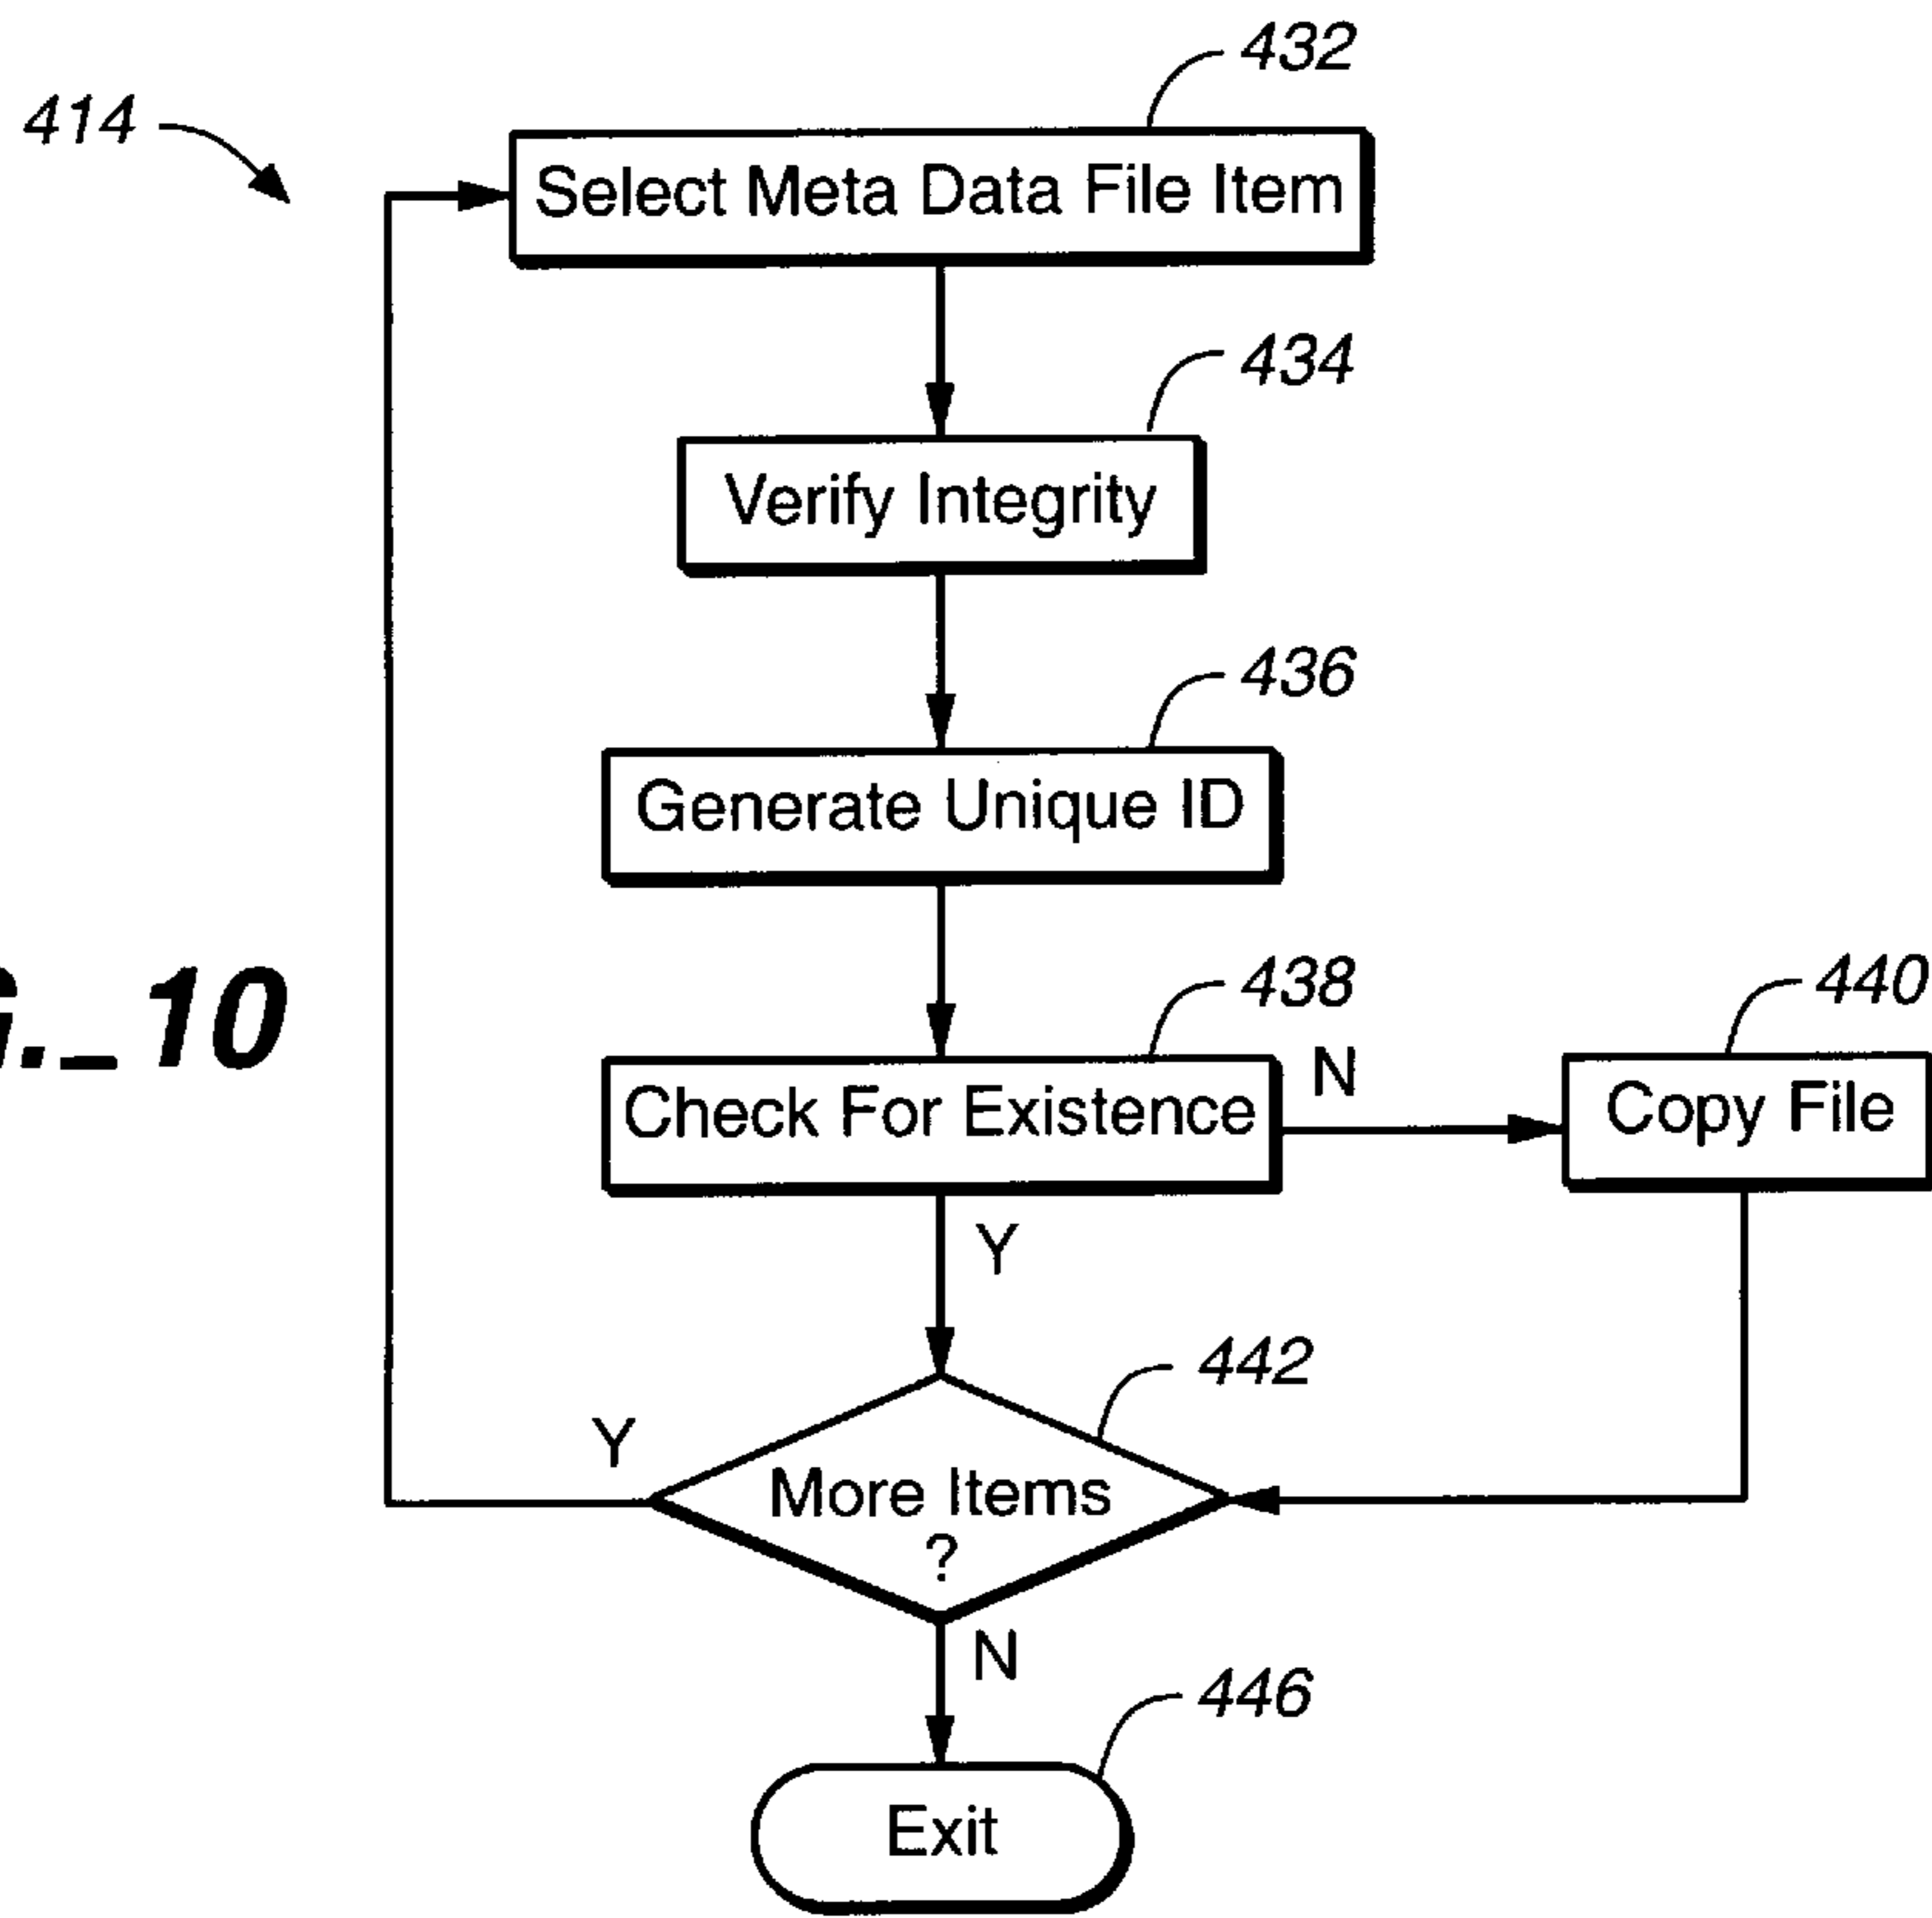 432
414
Select Meta Data File Item
434
Verify Integrity
436
Generate Unique ID
G._10
438
440
Check For Existence
N
Copy File
Y
442
Y
More Items
?
N
446
Exit